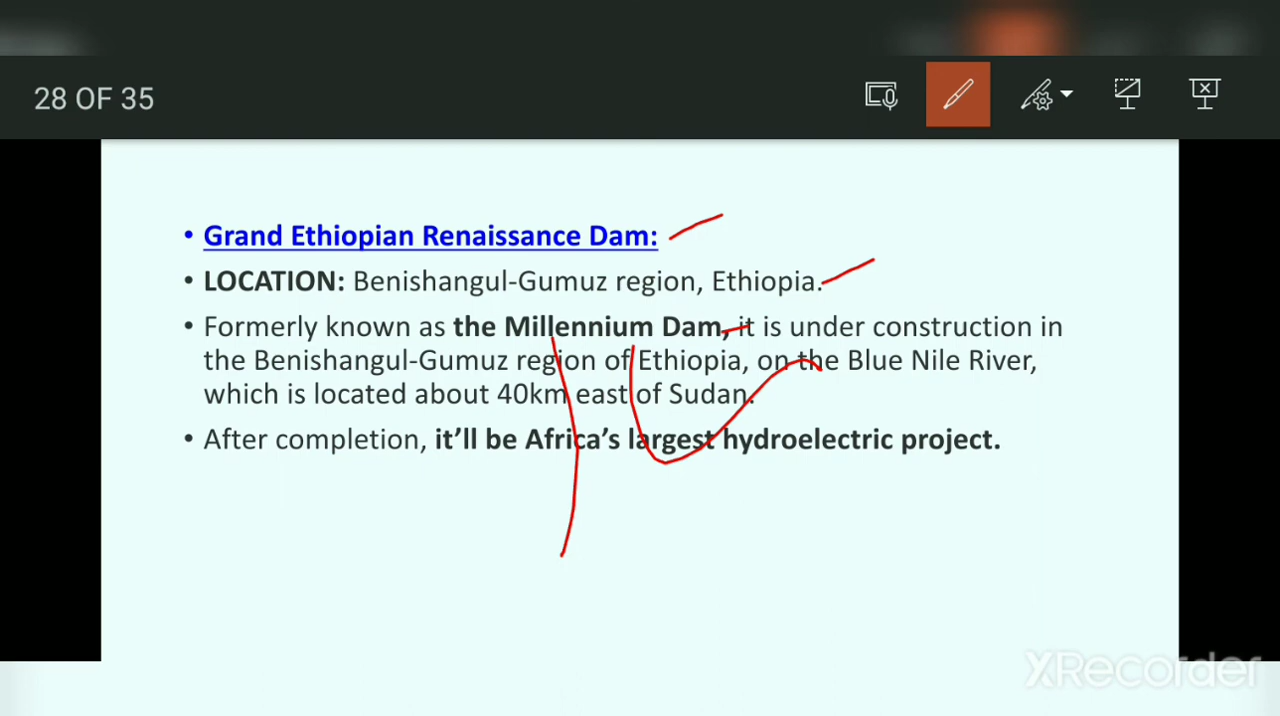 28 OF 35
• Grand Ethiopian Renaissance Dam:
• LOCATION: Benishangul-Gumuz region, Ethiopia.
• Formerly known as the Millennium Dam, it is under construction in
the Benishangul-Gumuz region of Ethiopia, on the Blue Nile River,
which is located about 40km east of Sudan.
• After completion, it’ll be Africa’s largest hydroelectric project.
XRecorder